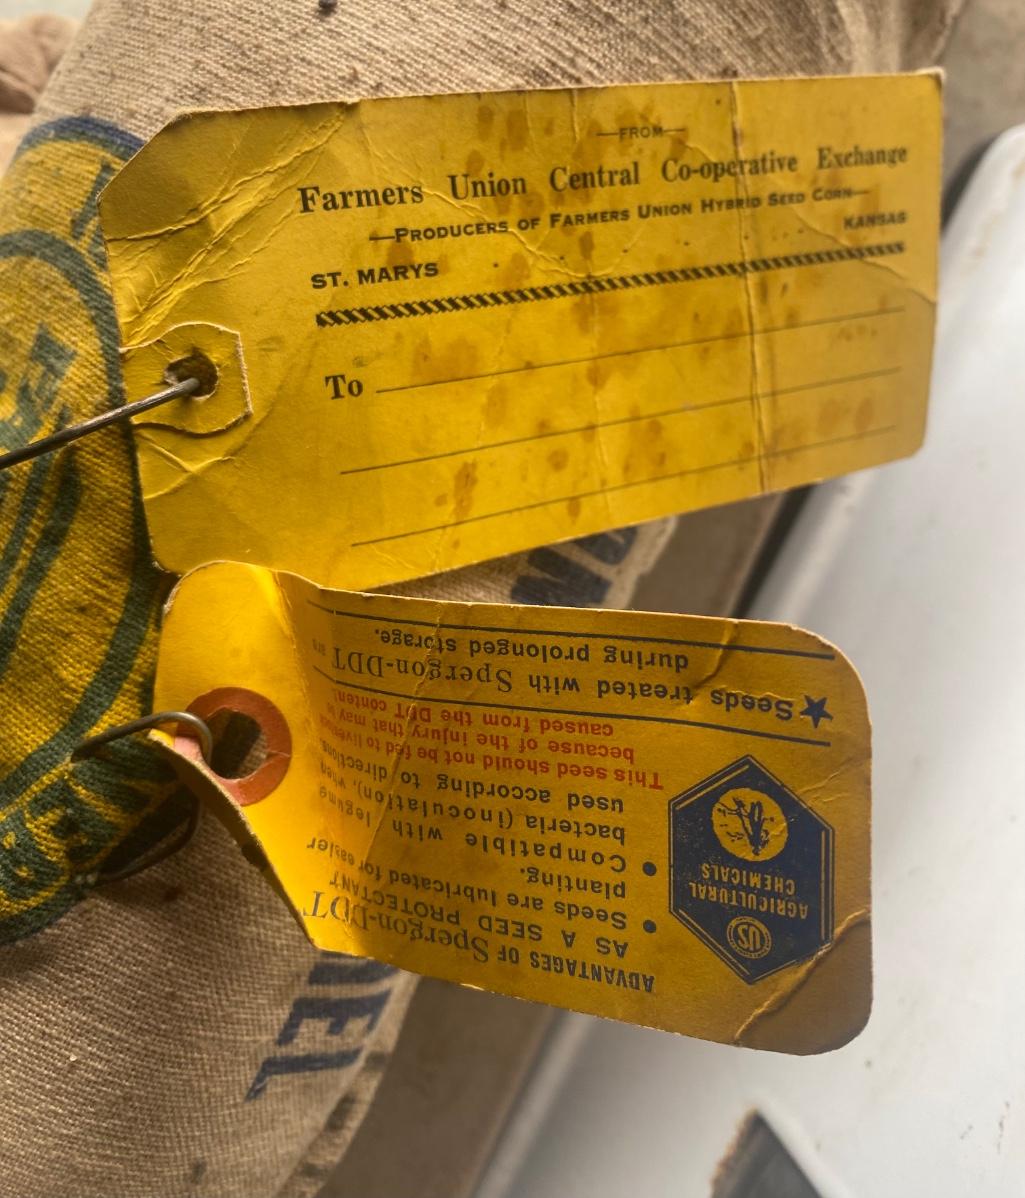 —FROM—
Farmers Union Central Co-operative Exchange
—PRODUCERS OF FARMERS UNION HYBRID SEED CORN—
ST. MARYS . . . . . . KANSAS
To
ADVANTAGES OF Spergon-DDT
AS A SEED PROTECTANT
• Seeds are lubricated for easier
planting.
• Compatible with legume
bacteria (inoculation), when
used according to directions.
This seed should not be fed to livestock
because of the injury that may be
caused from the DDT content.
★ Seeds treated with Spergon-DDT are
during prolonged storage.
US
AGRICULTURAL
CHEMICALS